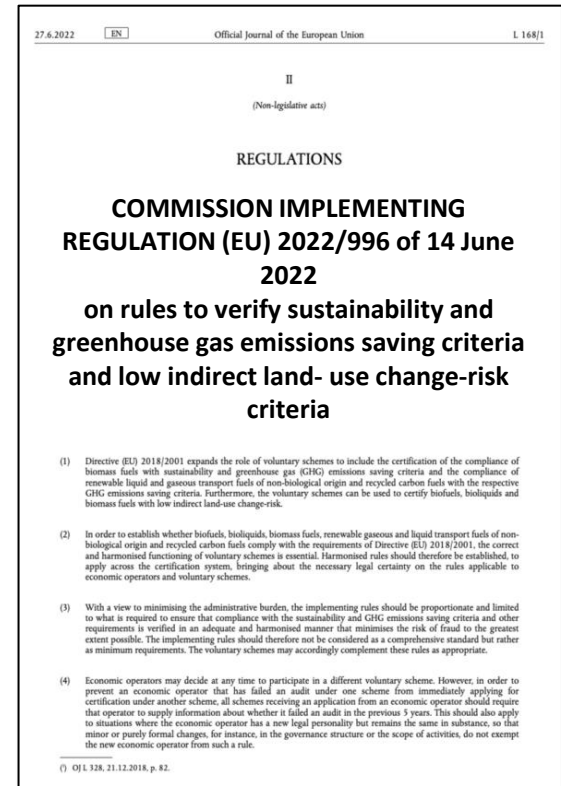 27.6.2022 EN Official Journal of the European Union L 168/1
II
(Non-legislative acts)
REGULATIONS
COMMISSION IMPLEMENTING
REGULATION (EU) 2022/996 of 14 June
2022
on rules to verify sustainability and
greenhouse gas emissions saving criteria
and low indirect land- use change-risk
criteria
(1) Directive (EU) 2018/2001 expands the role of voluntary schemes to include the certification of the compliance of
biomass fuels with sustainability and greenhouse gas (GHG) emissions saving criteria and the compliance of
renewable liquid and gaseous transport fuels of non-biological origin and recycled carbon fuels with the respective
GHG emissions saving criteria. Furthermore, the voluntary schemes can be used to certify biofuels, bioliquids and
biomass fuels with low indirect land-use change-risk.
(2) In order to establish whether biofuels, bioliquids, biomass fuels, renewable gaseous and liquid transport fuels of non-
biological origin and recycled carbon fuels comply with the requirements of Directive (EU) 2018/2001, the correct
and harmonised functioning of voluntary schemes is essential. Harmonised rules should therefore be established, to
apply across the certification system, bringing about the necessary legal certainty on the rules applicable to
economic operators and voluntary schemes.
(3) With a view to minimising the administrative burden, the implementing rules should be proportionate and limited
to what is required to ensure that compliance with the sustainability and GHG emissions saving criteria and other
requirements is verified in an adequate and harmonised manner that minimises the risk of fraud to the greatest
extent possible. The implementing rules should therefore not be considered as a comprehensive standard but rather
as minimum requirements. The voluntary schemes may accordingly complement these rules as appropriate.
(4) Economic operators may decide at any time to participate in a different voluntary scheme. However, in order to
prevent an economic operator that has failed an audit under one scheme from immediately applying for
certification under another scheme, all schemes receiving an application from an economic operator should require
that operator to supply information about whether it failed an audit in the previous 5 years. This should also apply
to situations where the economic operator has a new legal personality but remains the same in substance, so that
minor or purely formal changes, for instance, in the governance structure or the scope of activities, do not exempt
the new economic operator from such a rule.
(¹) OJ L 328, 21.12.2018, p. 82.